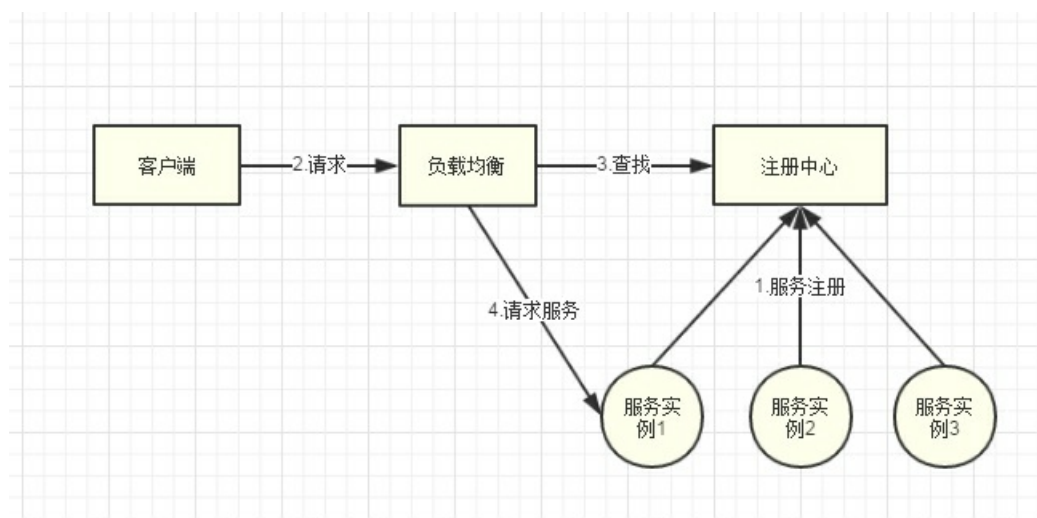 客户端
2.请求
负载均衡
3.查找
注册中心
1.服务注册
4.请求服务
服务实
例1
服务实
例2
服务实
例3